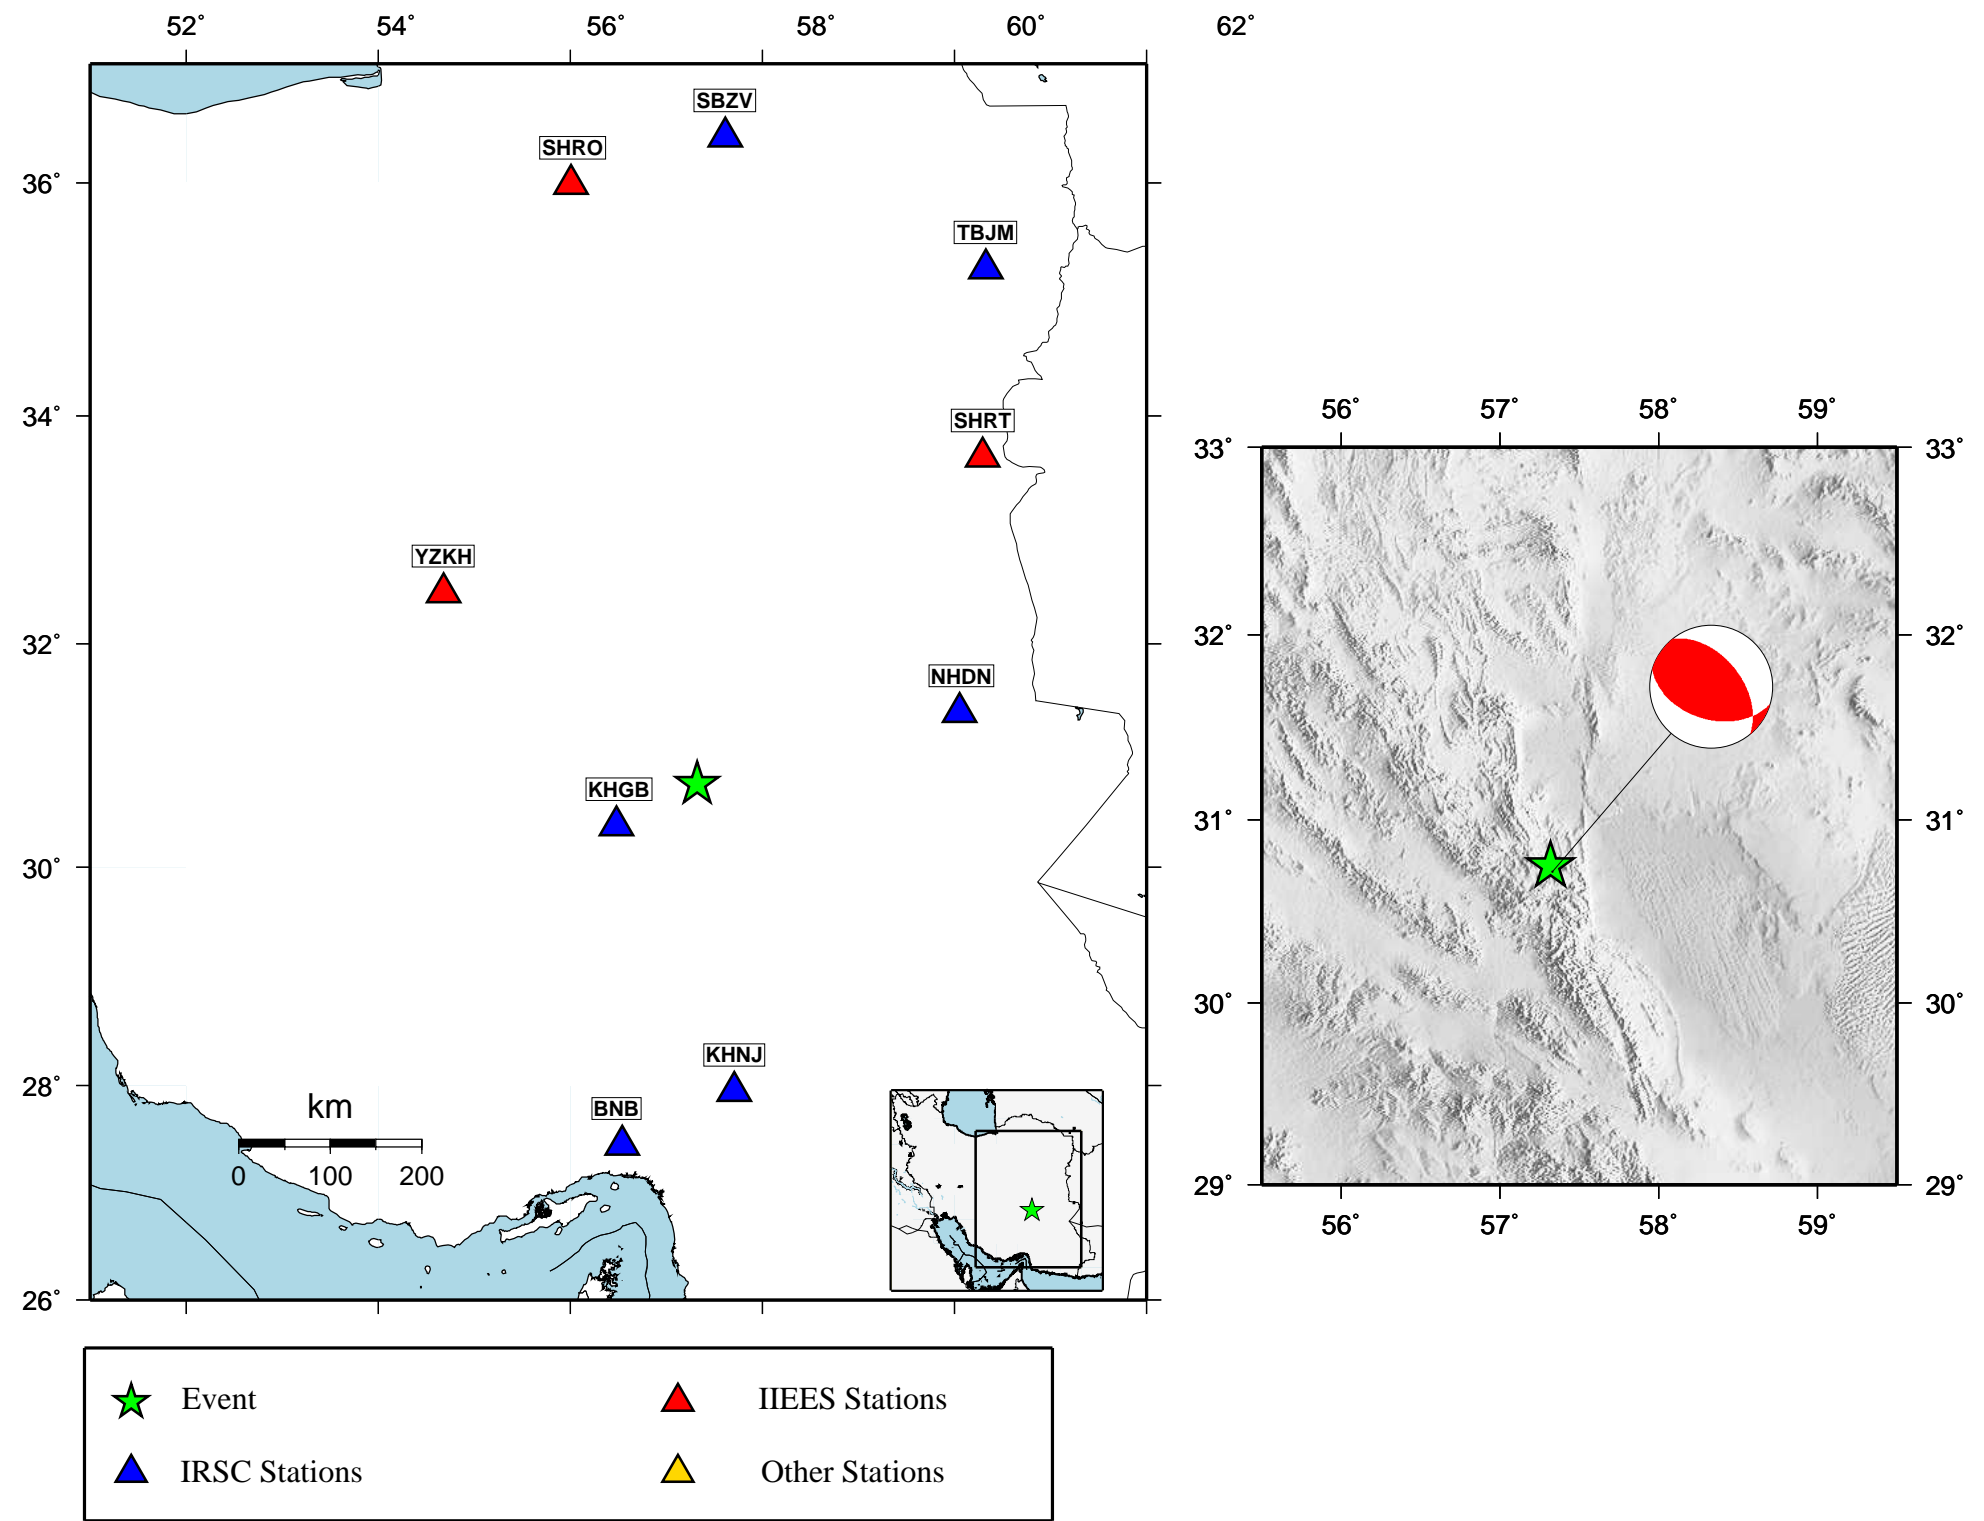 52° 54° 56° 58° 60° 62°
SBZV
SHRO
36°
TBJM
34°
SHRT
56° 57° 58° 59°
33° 33°
YZKH
32°
32° 32°
NHDN
KHGB
31° 31°
30°
30° 30°
KHNJ
28°
km
BNB
0 100 200
29° 29°
56° 57° 58° 59°
26°
Event
IIEES Stations
IRSC Stations
Other Stations